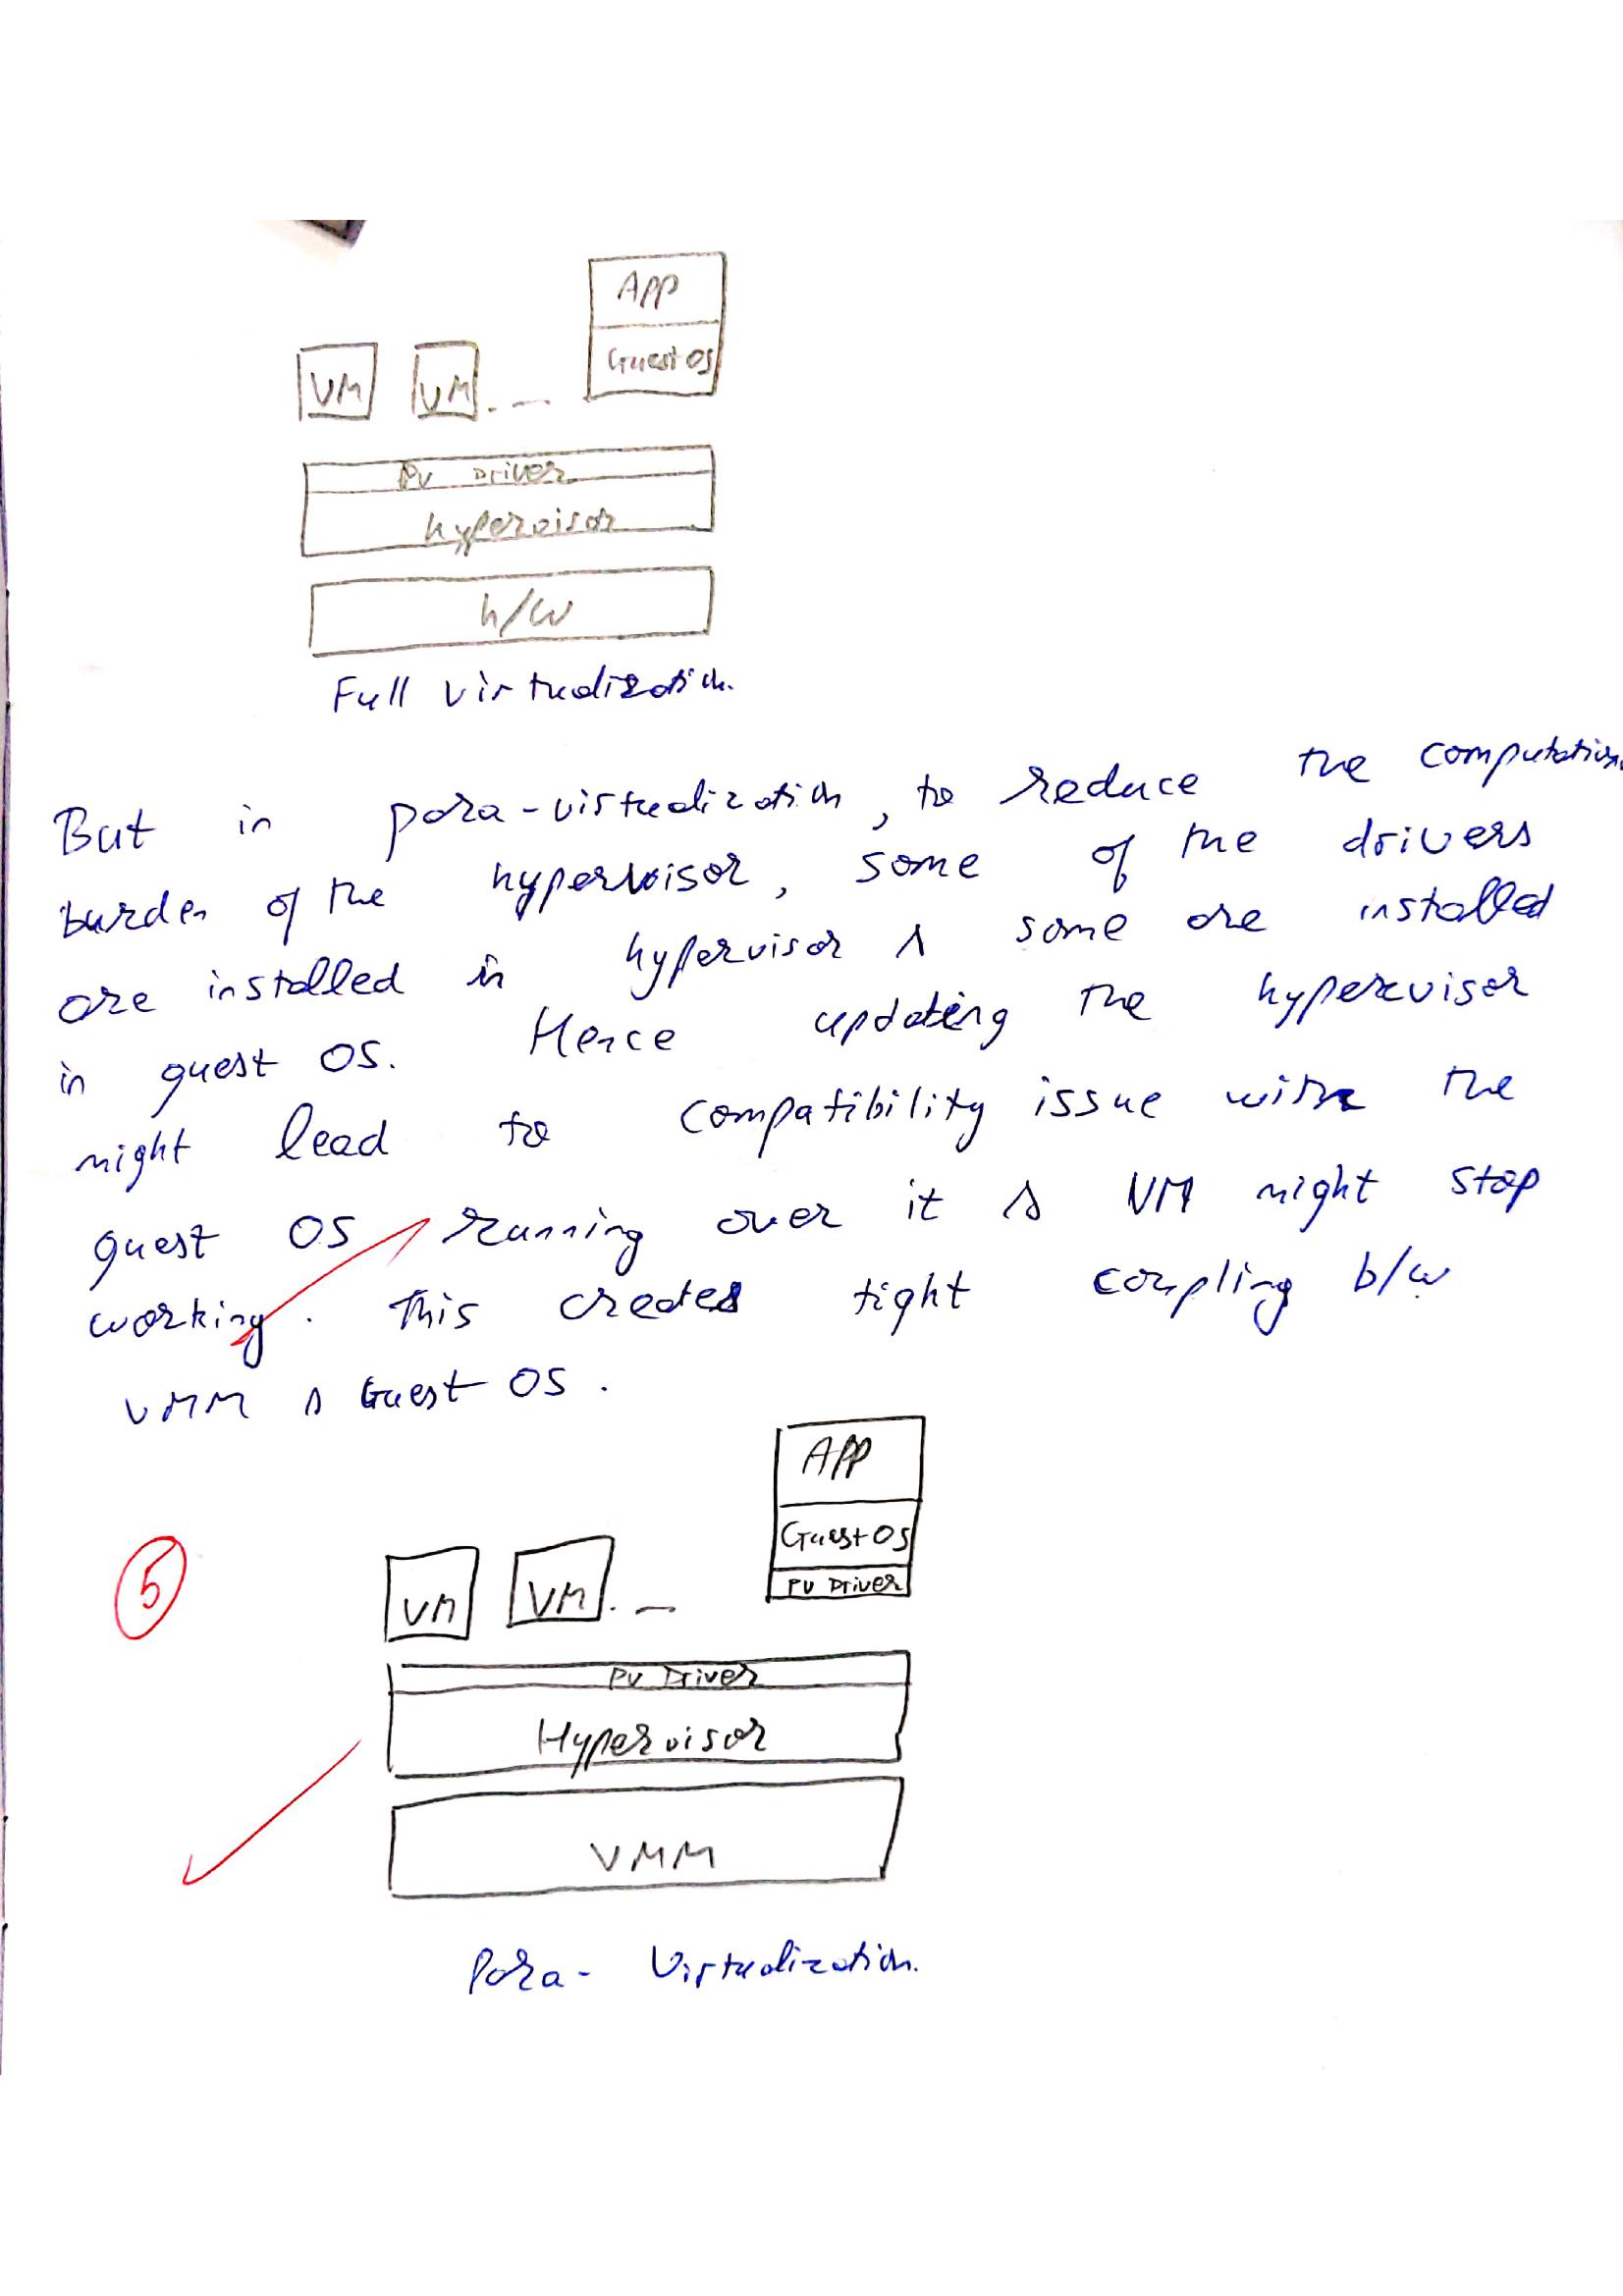 APP
Guest OS
VM VM
PV Driver
hypervisor
h/w
Full virtualization.
But in para-virtualization, to reduce the computation
burden of the hypervisor, some of the drivers
are installed in hypervisor & some are installed
in guest OS. Hence updating the hypervisor
might lead to compatibility issue with the
guest OS running over it & VM might stop
working. This creates tight coupling b/w
VMM & Guest OS.
APP
Guest OS
PV Driver
5
VM VM
PV Driver
Hypervisor
VMM
Para- Virtualization.